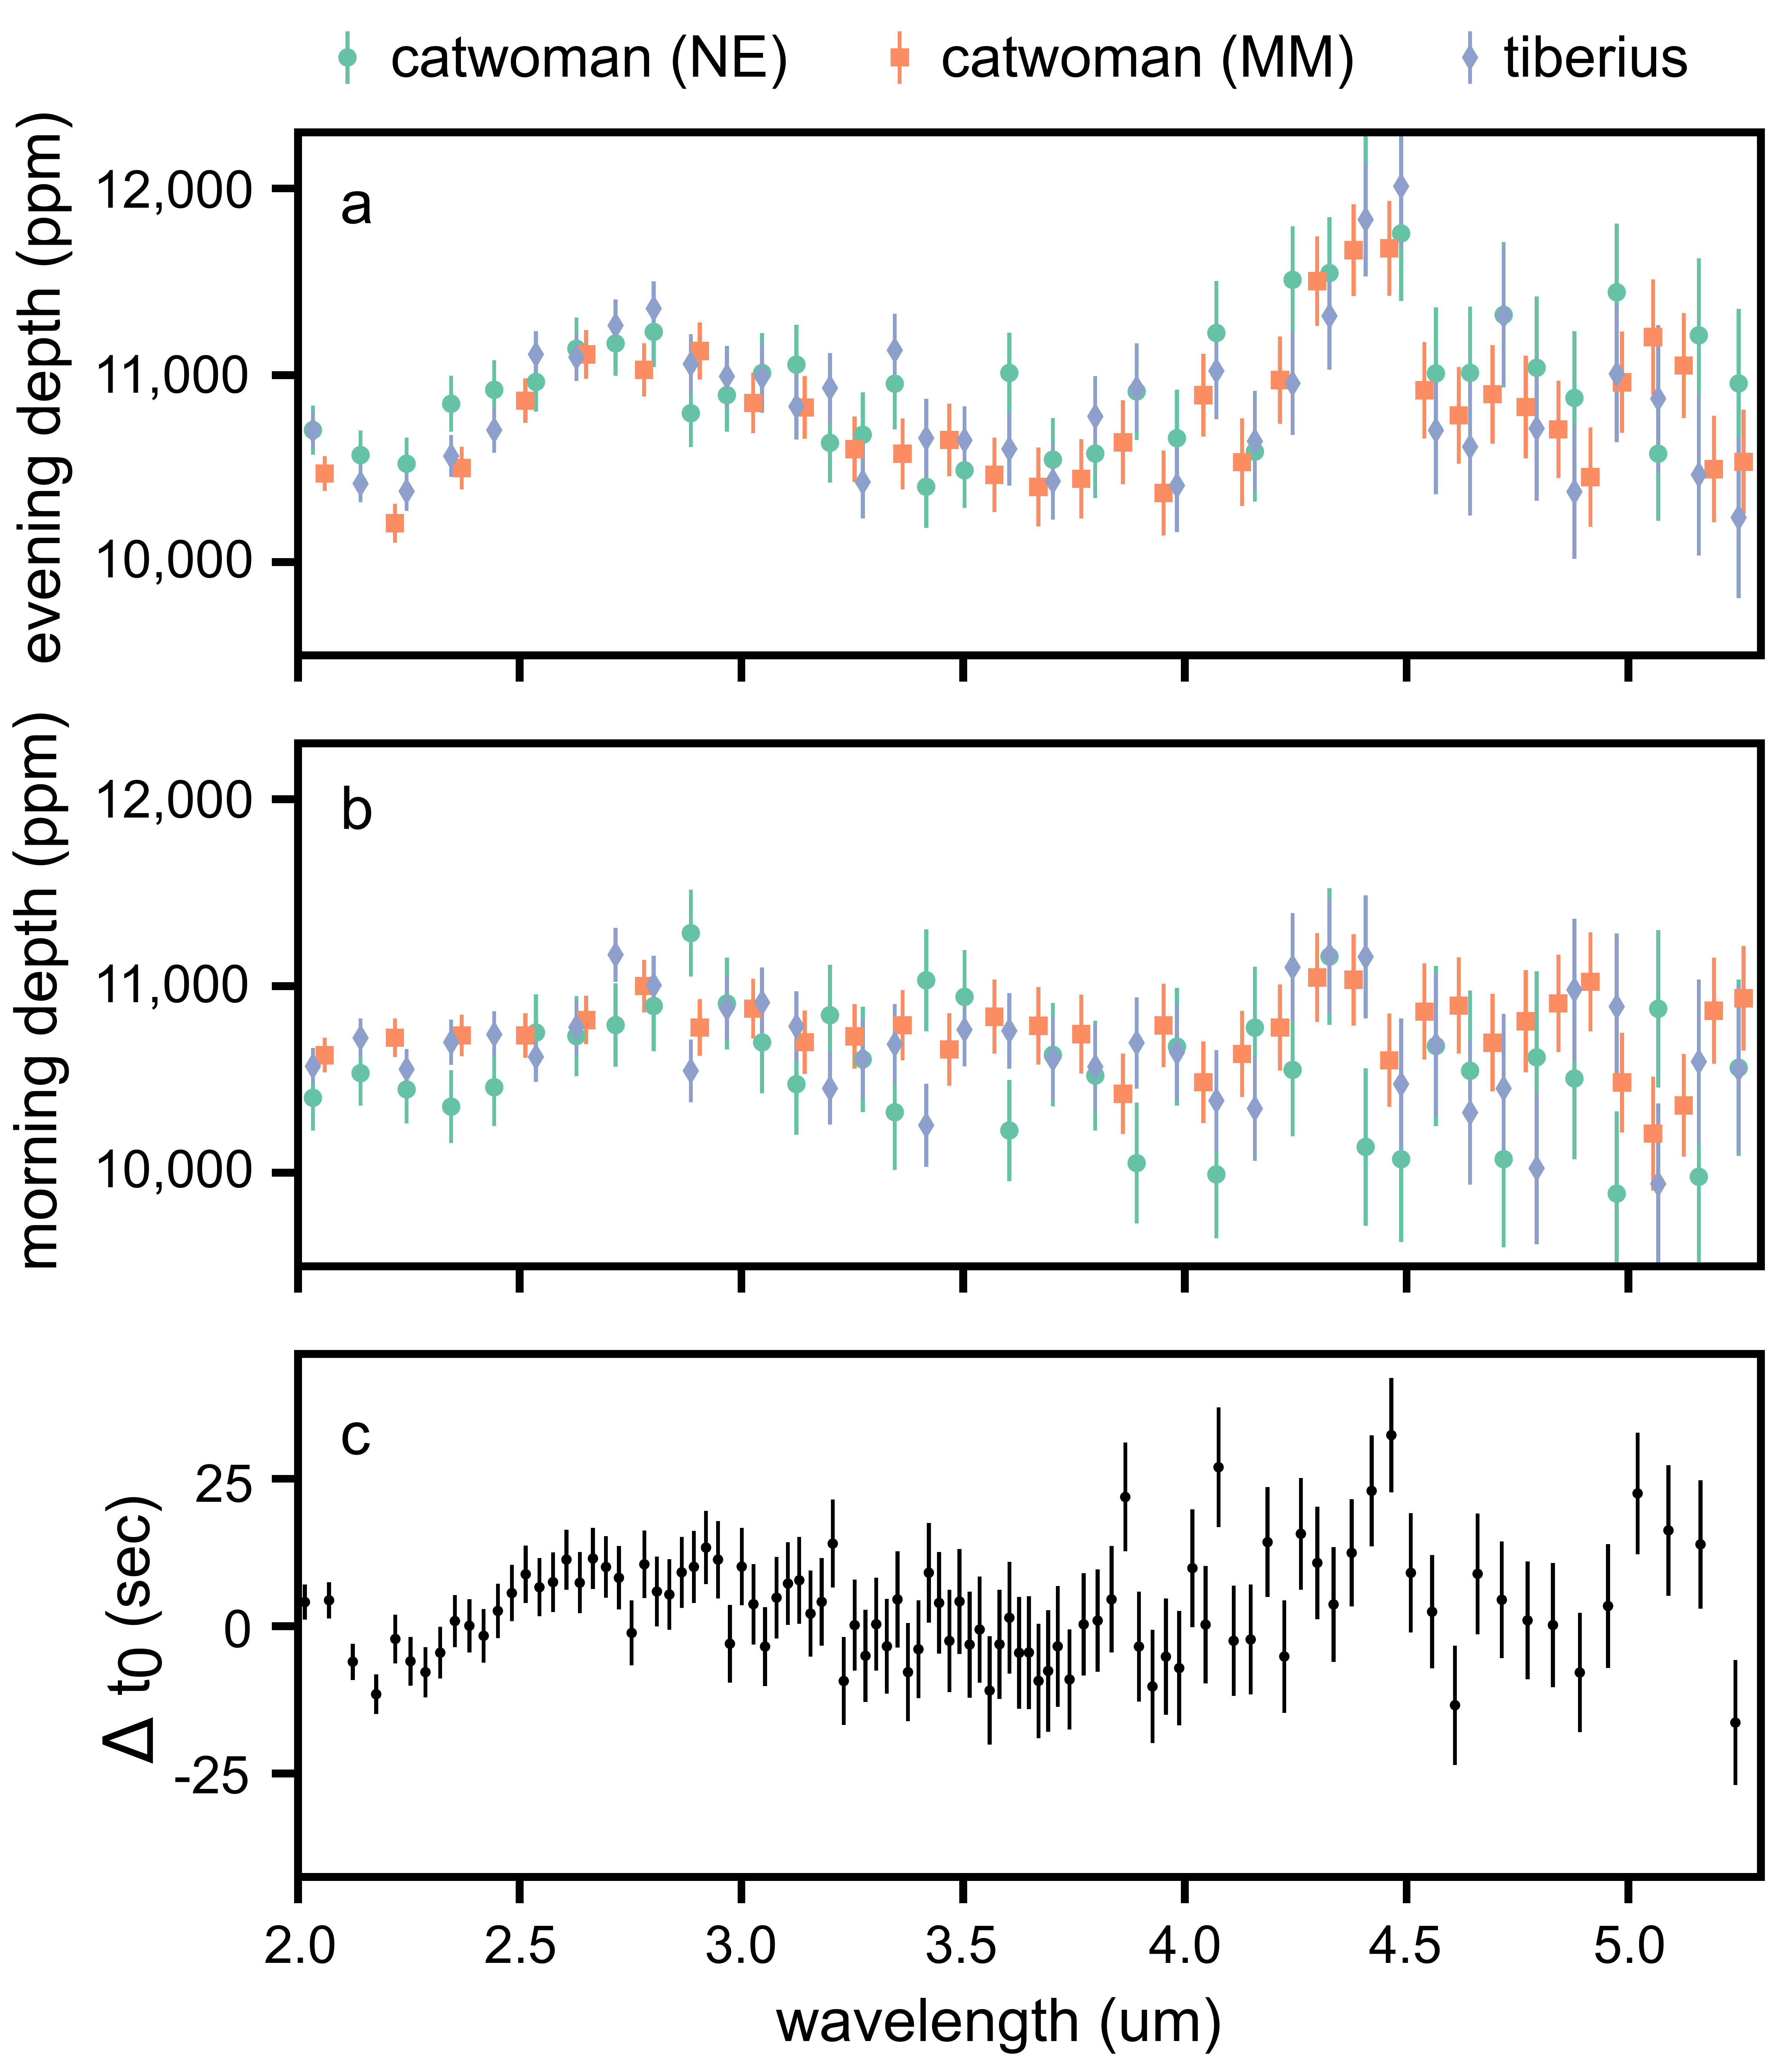 catwoman (NE) catwoman (MM) tiberius
evening depth (ppm)
12,000
11,000
10,000
a
morning depth (ppm)
12,000
11,000
10,000
b
Δ t0 (sec)
25
0
-25
c
2.0 2.5 3.0 3.5 4.0 4.5 5.0
wavelength (um)